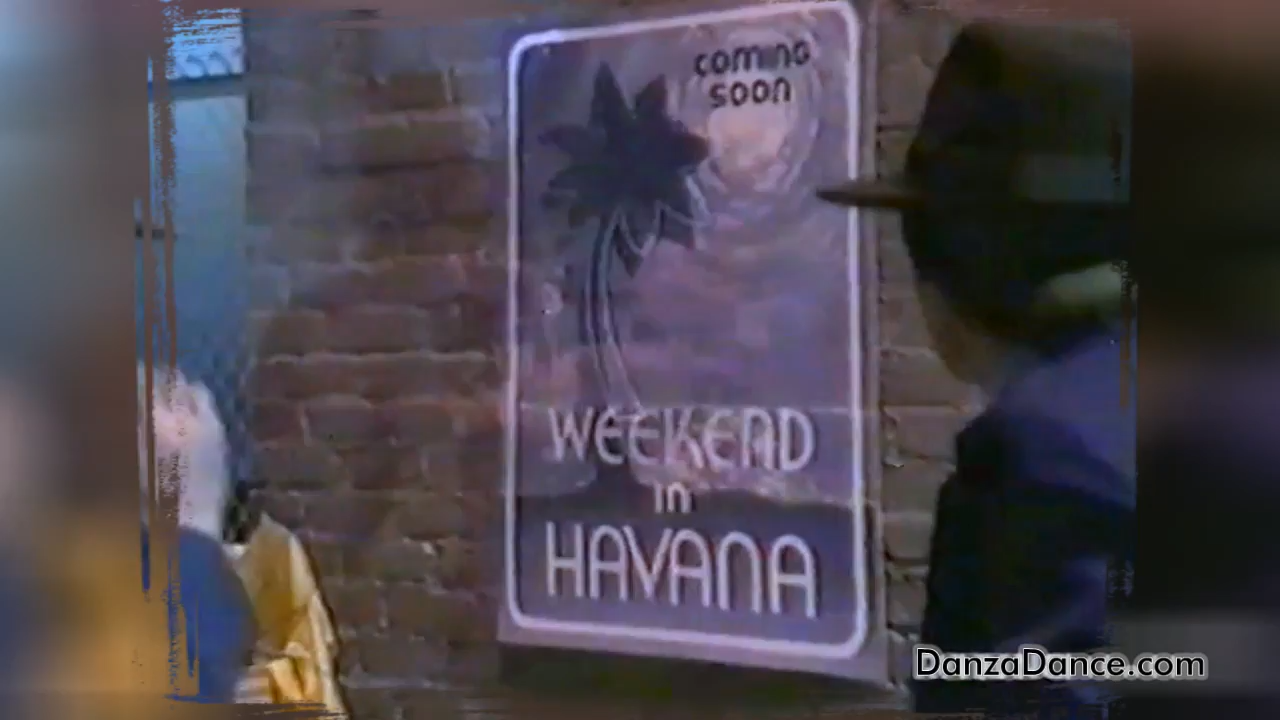 coming
soon
WEEKEND
in
HAVANA
DanzaDance.com